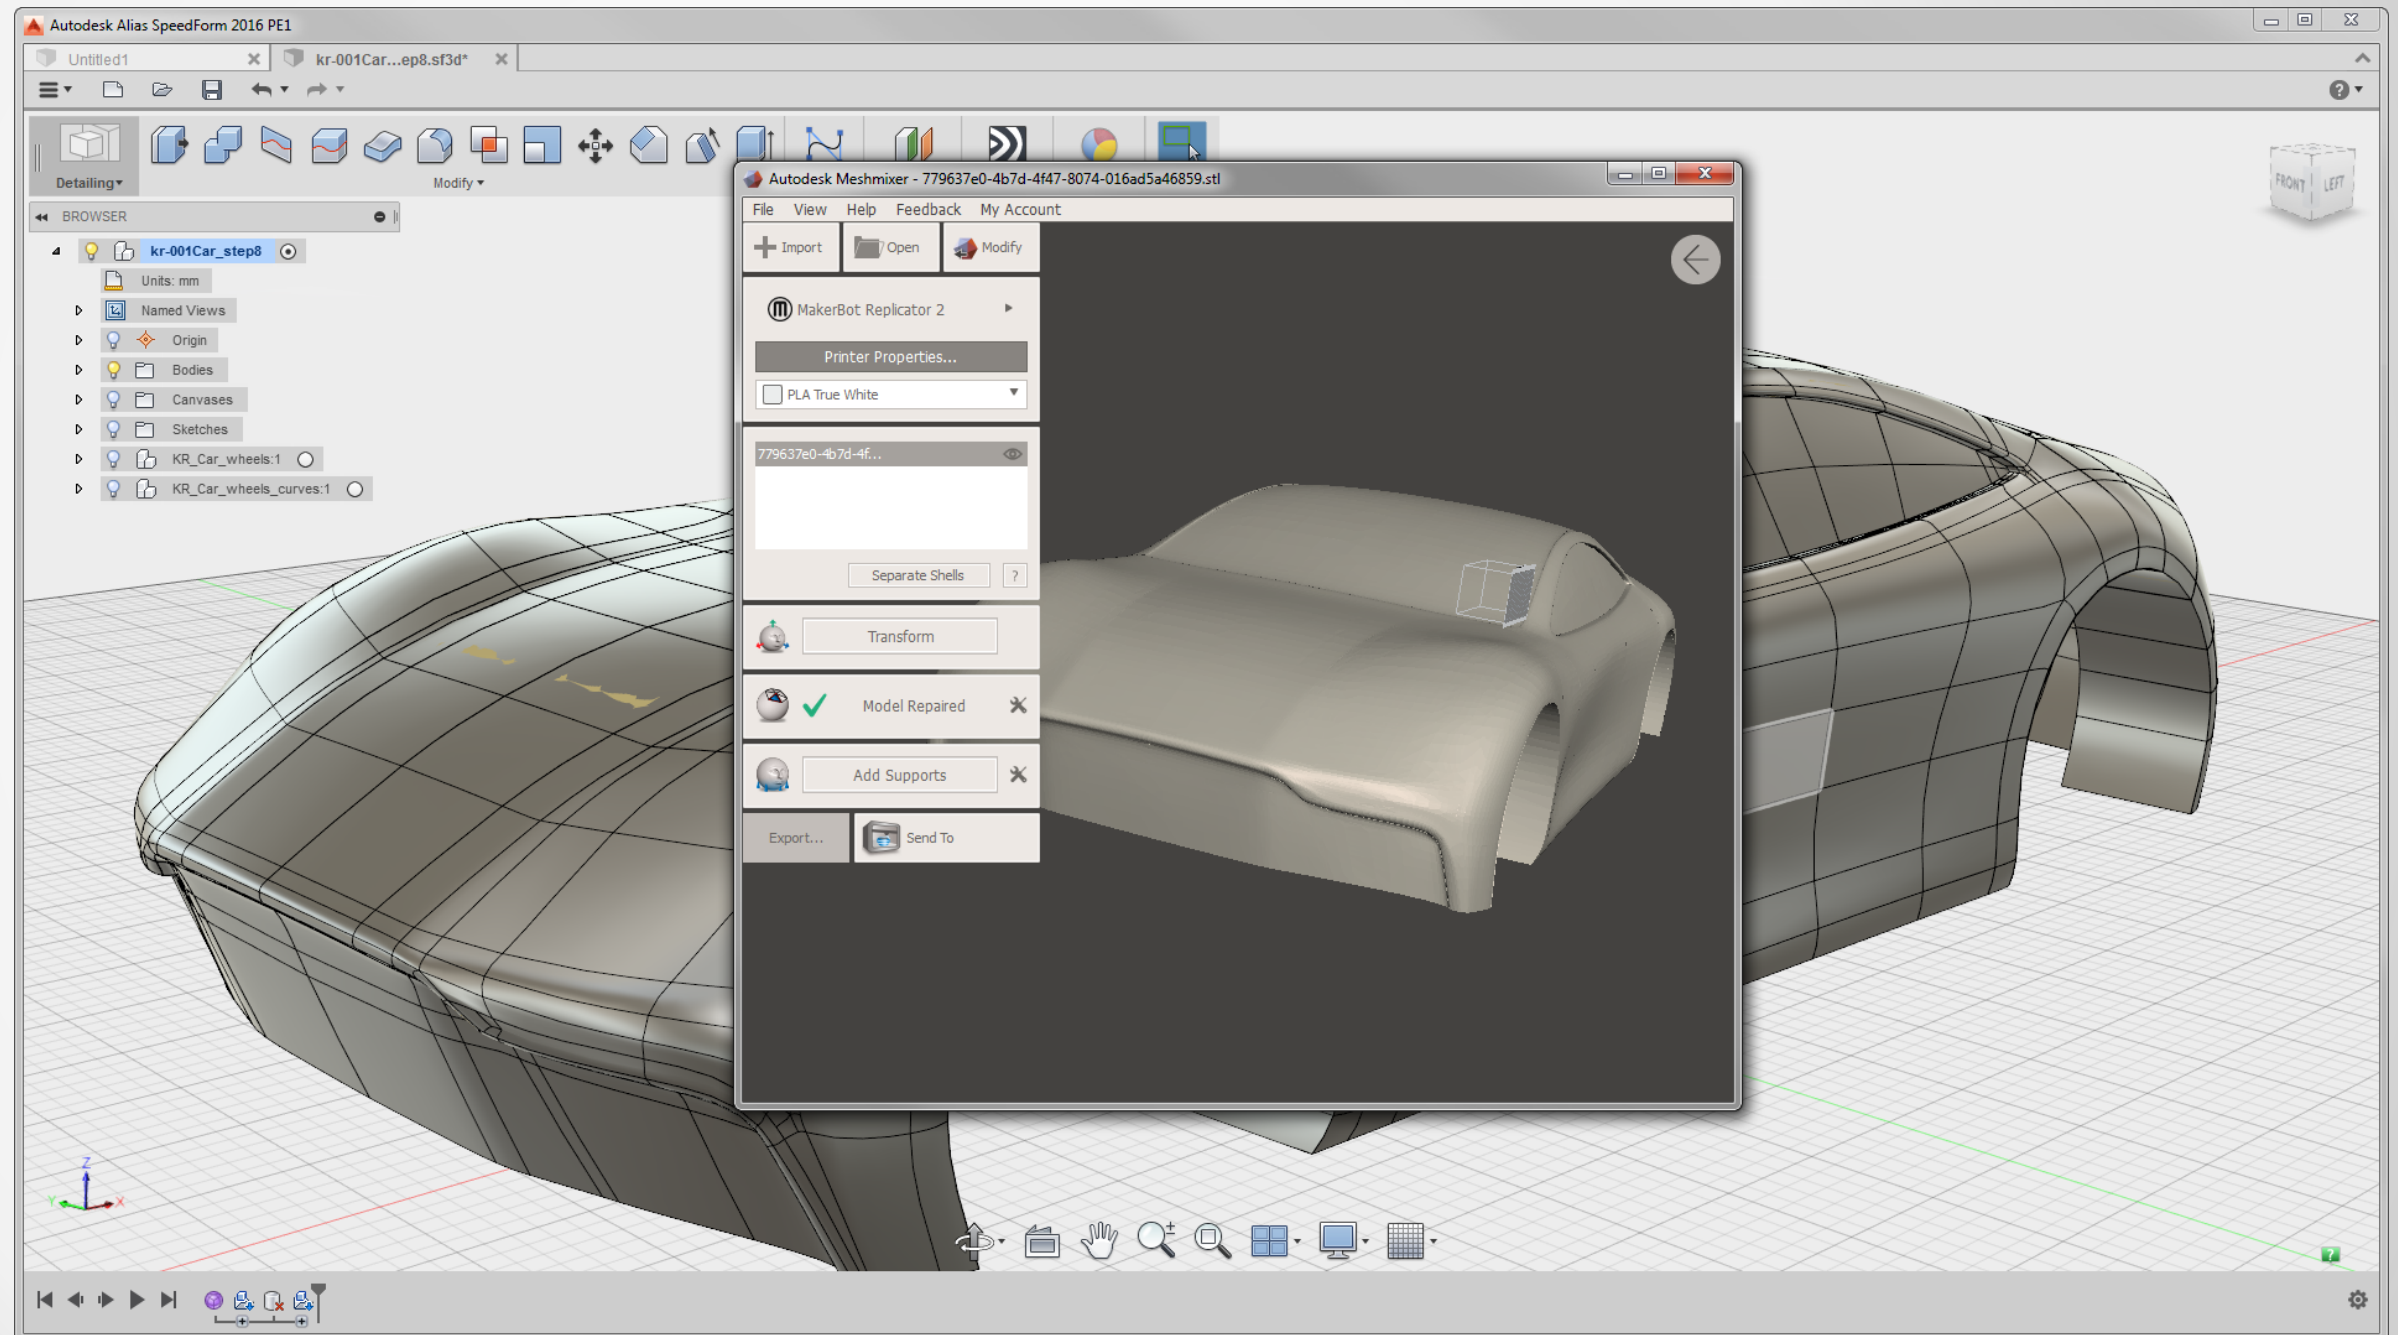 Autodesk Alias SpeedForm 2016 PE1
Untitled1
kr-001Car...ep8.sf3d*
Detailing
Modify
BROWSER
kr-001Car_step8
Units: mm
Named Views
Origin
Bodies
Canvases
Sketches
KR_Car_wheels:1
KR_Car_wheels_curves:1
FRONT
LEFT
Autodesk Meshmixer - 779637e0-4b7d-4f47-8074-016ad5a46859.stl
File View Help Feedback My Account
Import Open Modify
MakerBot Replicator 2
Printer Properties...
PLA True White
779637e0-4b7d-4f...
Separate Shells ?
Transform
Model Repaired
Add Supports
Export... Send To
Z
Y X
?